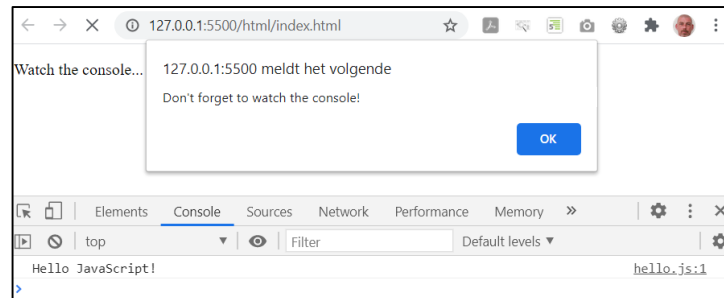 127.0.0.1:5500/html/index.html
Watch the console...
127.0.0.1:5500 meldt het volgende
Don't forget to watch the console!
OK
Elements Console Sources Network Performance Memory »
top Filter Default levels ▼
Hello JavaScript! hello.js:1
>